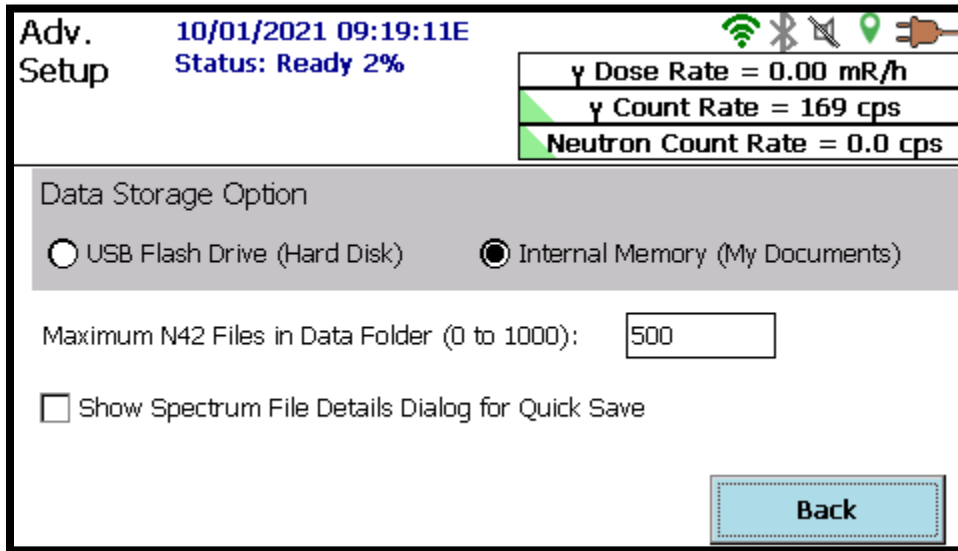 Adv.
Setup
10/01/2021 09:19:11E
Status: Ready 2%
γ Dose Rate = 0.00 mR/h
γ Count Rate = 169 cps
Neutron Count Rate = 0.0 cps
Data Storage Option
USB Flash Drive (Hard Disk)
Internal Memory (My Documents)
Maximum N42 Files in Data Folder (0 to 1000): 500
Show Spectrum File Details Dialog for Quick Save
Back